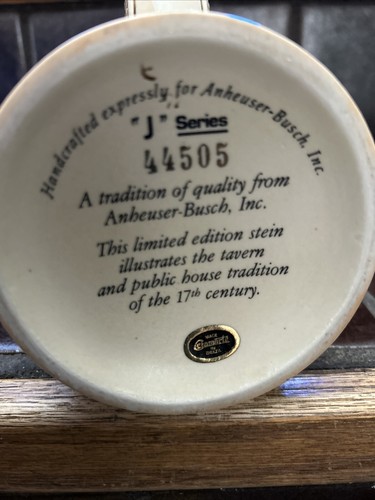 Handcrafted expressly for Anheuser-Busch, Inc.
"J" Series
44505
A tradition of quality from
Anheuser-Busch, Inc.
This limited edition stein
illustrates the tavern
and public house tradition
of the 17th century.
Ceramarte